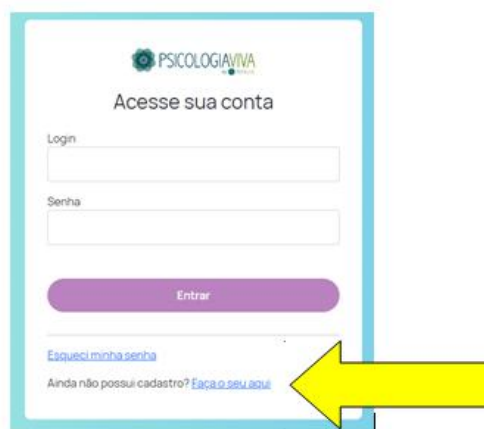 PSICOLOGIAVIVA
Acesse sua conta
Login
Senha
Entrar
Esqueci minha senha
Ainda não possui cadastro? Faça o seu aqui